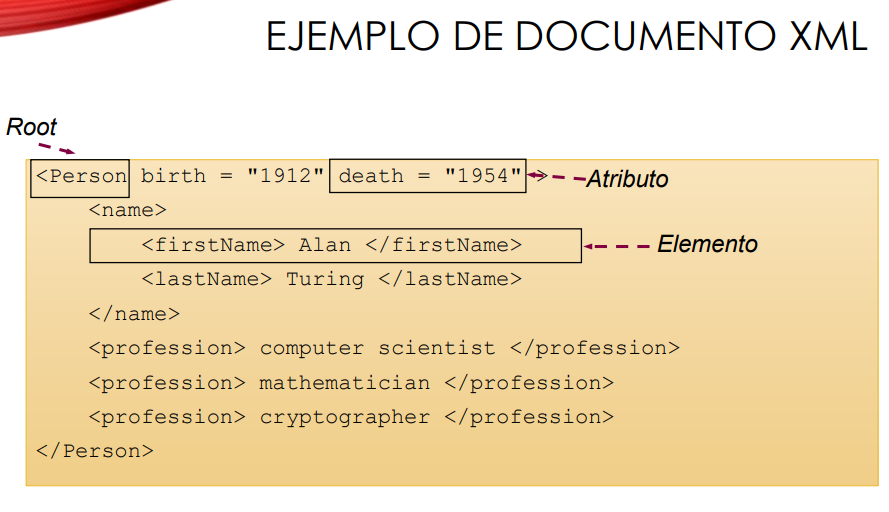 EJEMPLO DE DOCUMENTO XML
Root
<Person birth = "1912" death = "1954" > Atributo
<name>
<firstName> Alan </firstName> Elemento
<lastName> Turing </lastName>
</name>
<profession> computer scientist </profession>
<profession> mathematician </profession>
<profession> cryptographer </profession>
</Person>